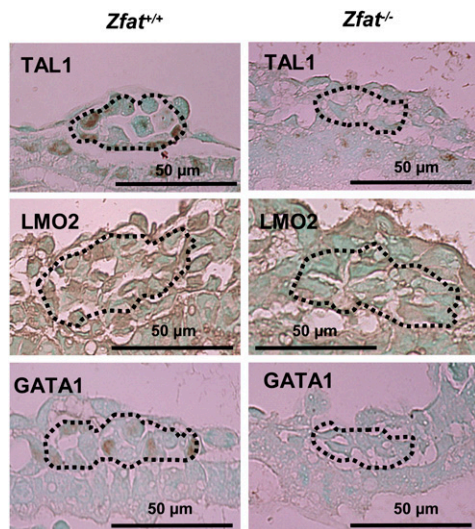 Zfat+/+ Zfat-/-
TAL1 TAL1
50 µm 50 µm
LMO2 LMO2
50 µm 50 µm
GATA1 GATA1
50 µm 50 µm